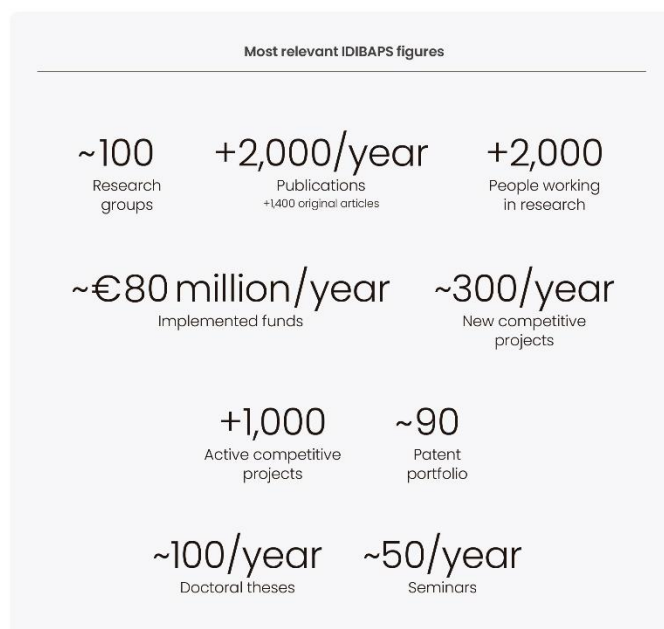 Most relevant IDIBAPS figures
~100
Research
groups
+2,000/year
Publications
+1,400 original articles
+2,000
People working
in research
~€80 million/year
Implemented funds
~300/year
New competitive
projects
+1,000
Active competitive
projects
~90
Patent
portfolio
~100/year
Doctoral theses
~50/year
Seminars